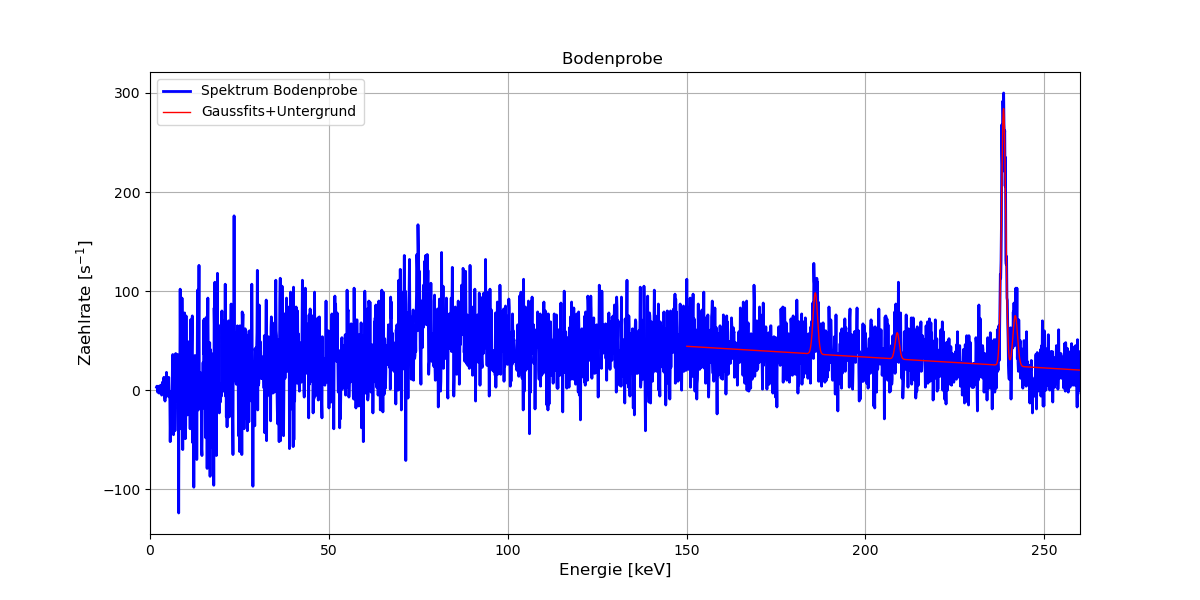 Bodenprobe
Spektrum Bodenprobe
Gaussfits+Untergrund
Zaehlrate [s⁻¹]
300
200
100
0
−100
0 50 100 150 200 250
Energie [keV]